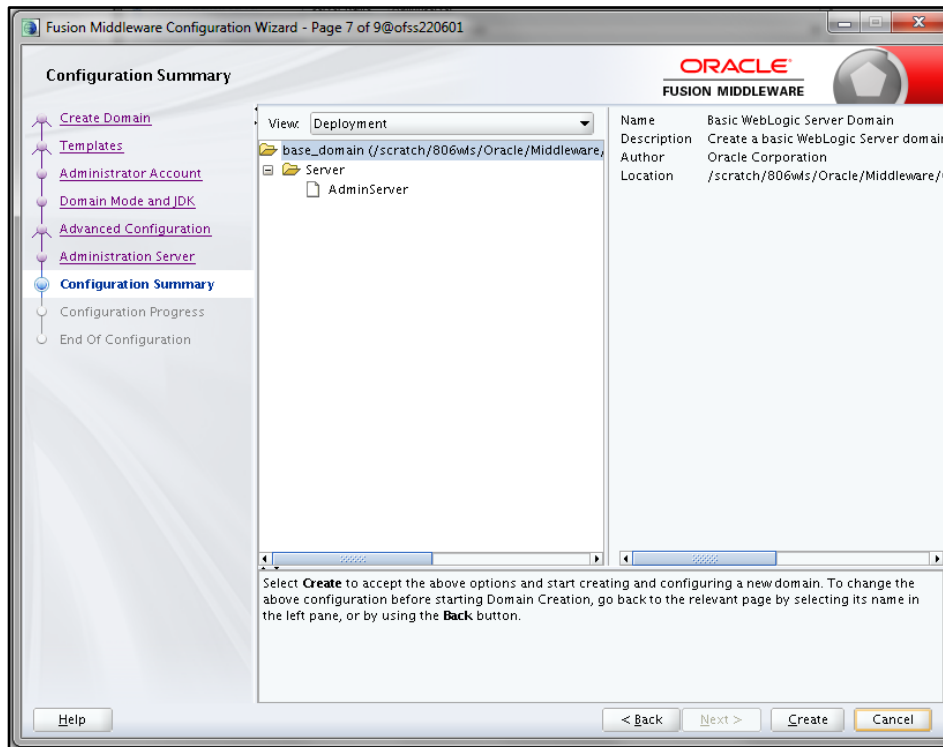 Fusion Middleware Configuration Wizard - Page 7 of 9@ofss220601
Configuration Summary
ORACLE
FUSION MIDDLEWARE
Create Domain
Templates
Administrator Account
Domain Mode and JDK
Advanced Configuration
Administration Server
Configuration Summary
Configuration Progress
End Of Configuration
View: Deployment
base_domain (/scratch/806wls/Oracle/Middleware,
Server
AdminServer
Name Basic WebLogic Server Domain
Description Create a basic WebLogic Server domain
Author Oracle Corporation
Location /scratch/806wls/Oracle/Middleware/
Select Create to accept the above options and start creating and configuring a new domain. To change the
above configuration before starting Domain Creation, go back to the relevant page by selecting its name in
the left pane, or by using the Back button.
Help
< Back
Next >
Create
Cancel